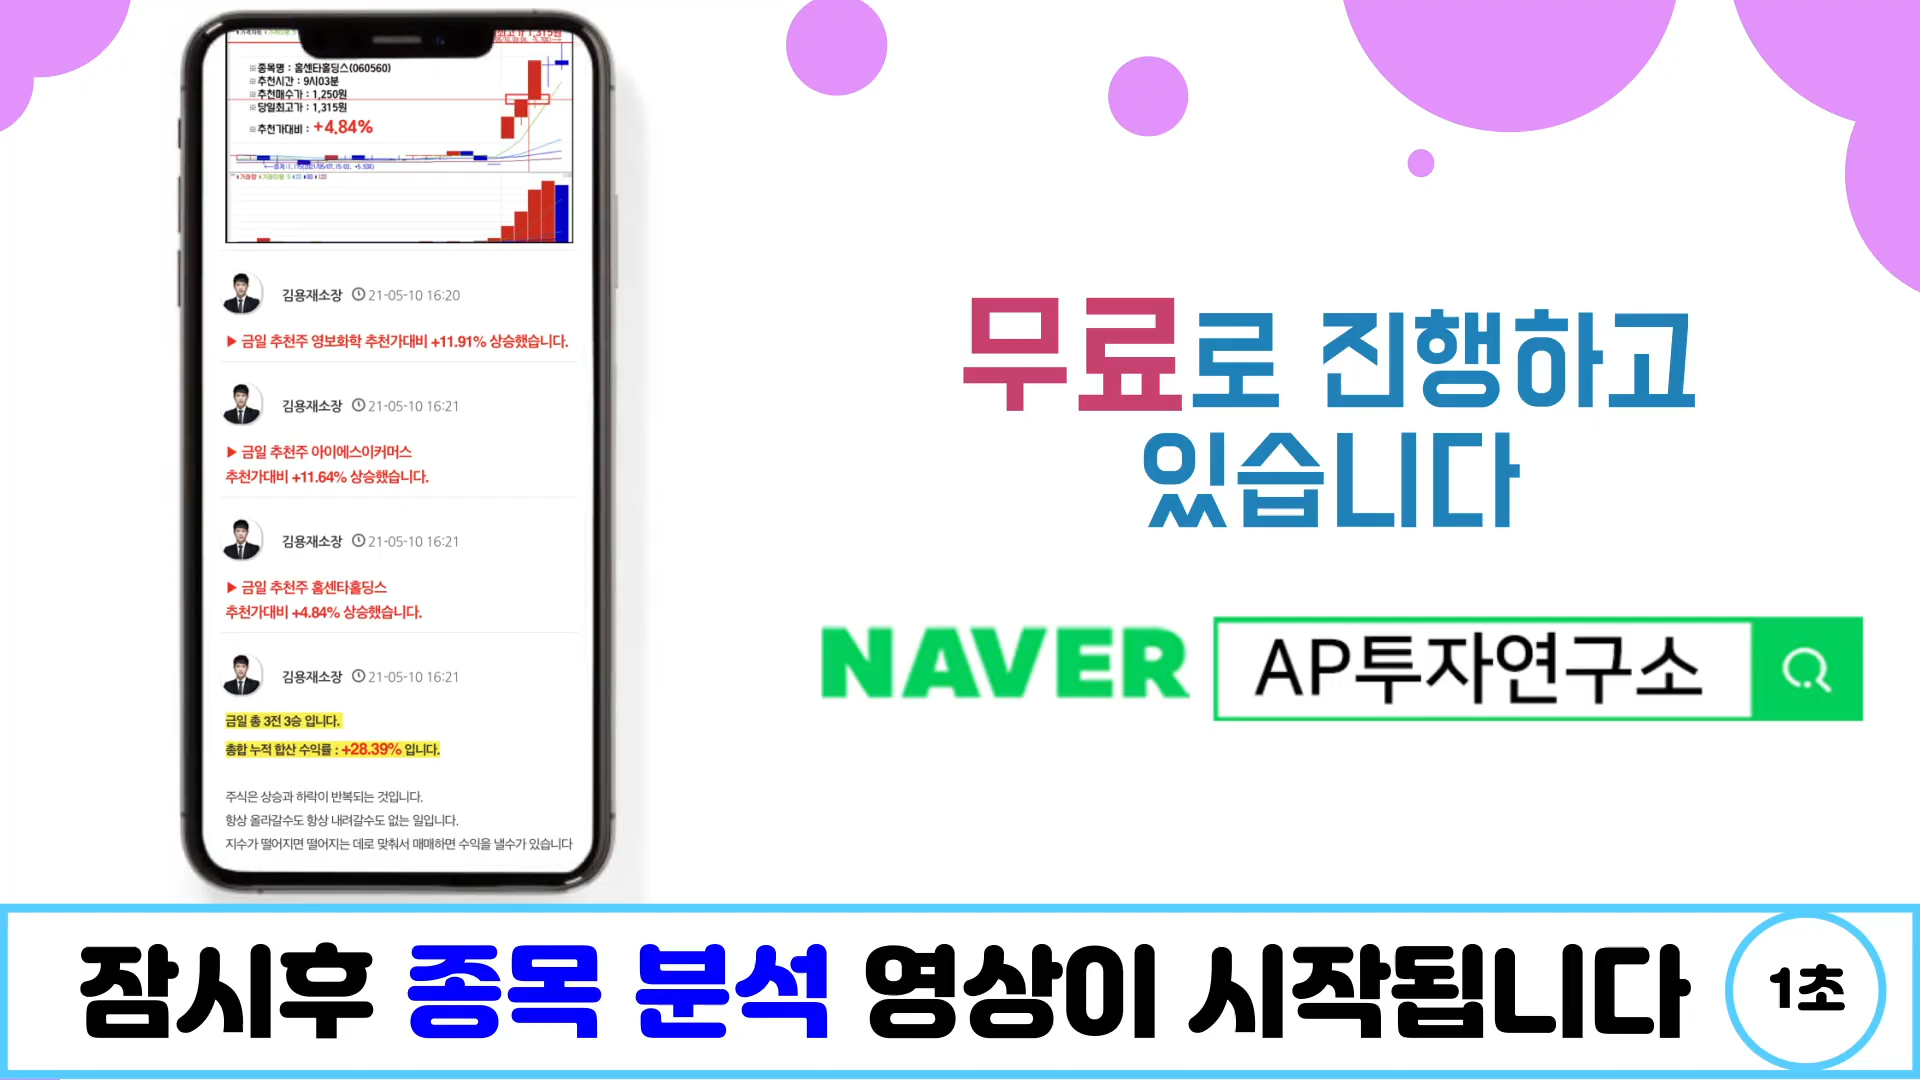 ※종목명 : 홈센타홀딩스(060560)
※추천시간 : 9시03분
※추천매수가 : 1,250원
※당일최고가 : 1,315원
※추천가대비 : +4.84%
김용재소장 21-05-10 16:20
▶ 금일 추천주 영보화학 추천가대비 +11.91% 상승했습니다.
김용재소장 21-05-10 16:21
▶ 금일 추천주 아이에스이커머스
추천가대비 +11.64% 상승했습니다.
김용재소장 21-05-10 16:21
▶ 금일 추천주 홈센타홀딩스
추천가대비 +4.84% 상승했습니다.
김용재소장 21-05-10 16:21
금일 총 3전 3승 입니다.
총합 누적 합산 수익률 : +28.39% 입니다.
주식은 상승과 하락이 반복되는 것입니다.
항상 올라갈수도 항상 내려갈수도 없는 일입니다.
지수가 떨어지면 떨어지는 데로 맞춰서 매매하면 수익을 낼수가 있습니다
무료로 진행하고
있습니다
NAVER AP투자연구소
잠시후 종목 분석 영상이 시작됩니다 1초